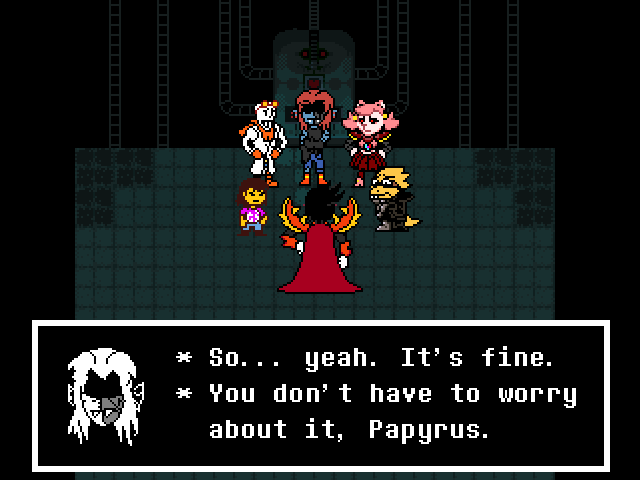 * So... yeah. It's fine.
* You don't have to worry
about it, Papyrus.